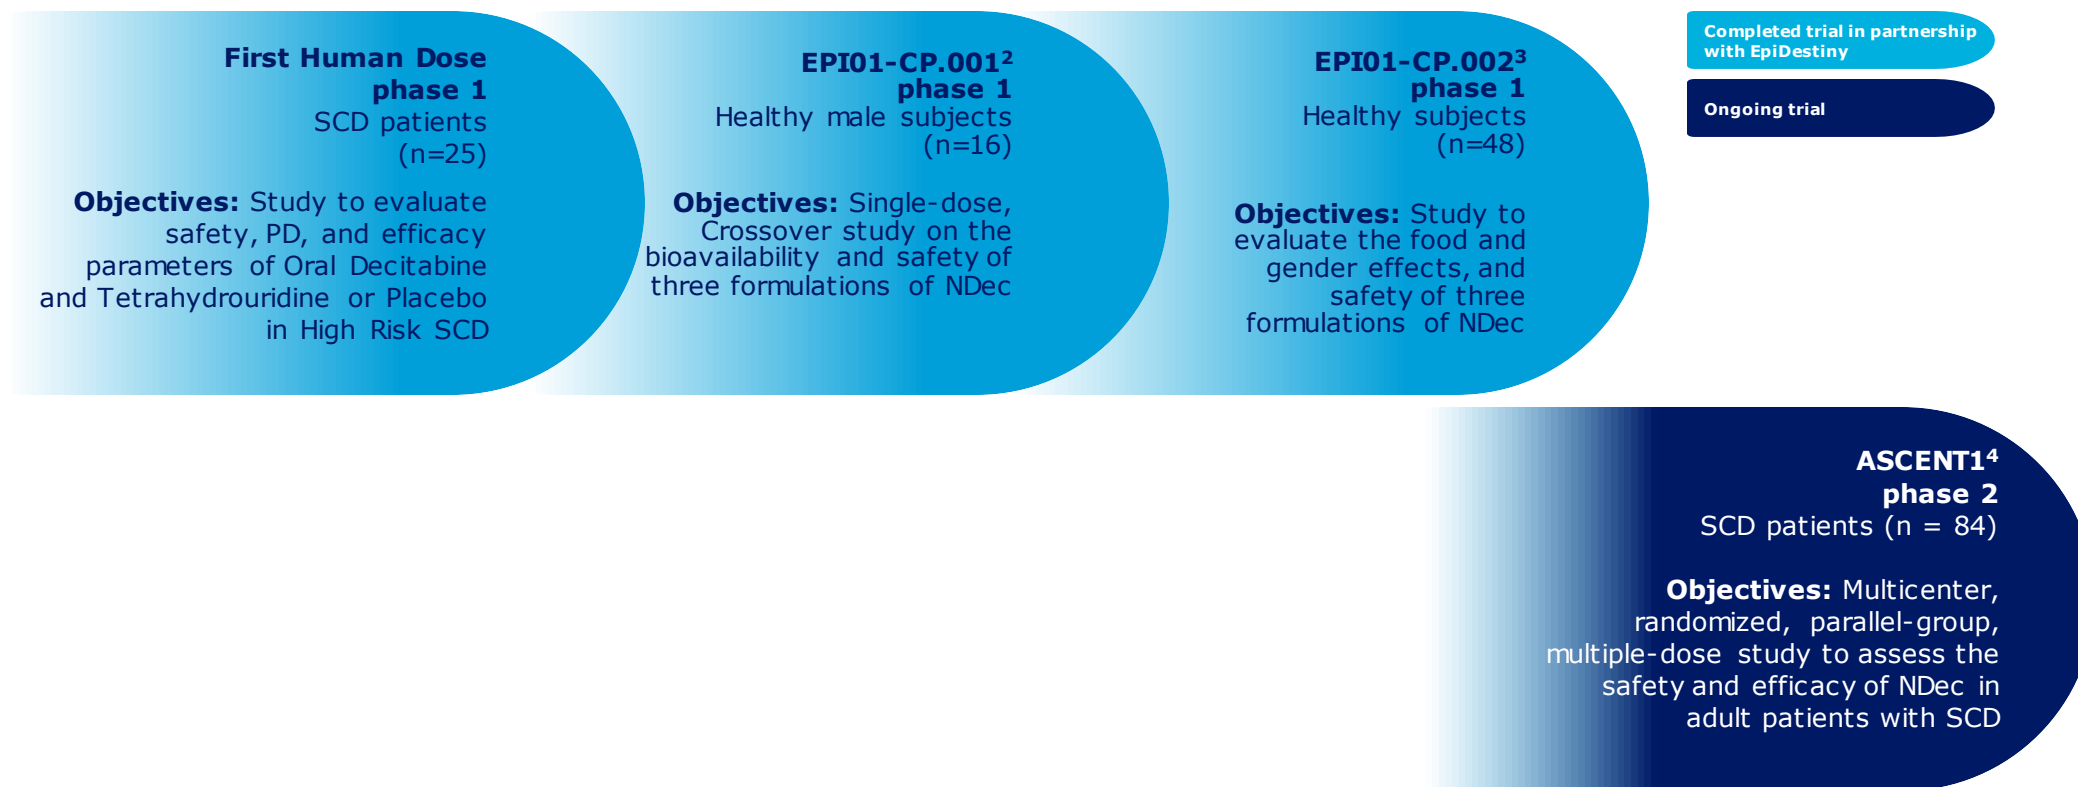 First Human Dose
phase 1
SCD patients
(n=25)
Objectives: Study to evaluate
safety, PD, and efficacy
parameters of Oral Decitabine
and Tetrahydrouridine or Placebo
in High Risk SCD
EPI01-CP.001²
phase 1
Healthy male subjects
(n=16)
Objectives: Single-dose,
Crossover study on the
bioavailability and safety of
three formulations of NDec
EPI01-CP.002³
phase 1
Healthy subjects
(n=48)
Objectives: Study to
evaluate the food and
gender effects, and
safety of three
formulations of NDec
Completed trial in partnership
with EpiDestiny
Ongoing trial
ASCENT1⁴
phase 2
SCD patients (n = 84)
Objectives: Multicenter,
randomized, parallel-group,
multiple-dose study to assess the
safety and efficacy of NDec in
adult patients with SCD